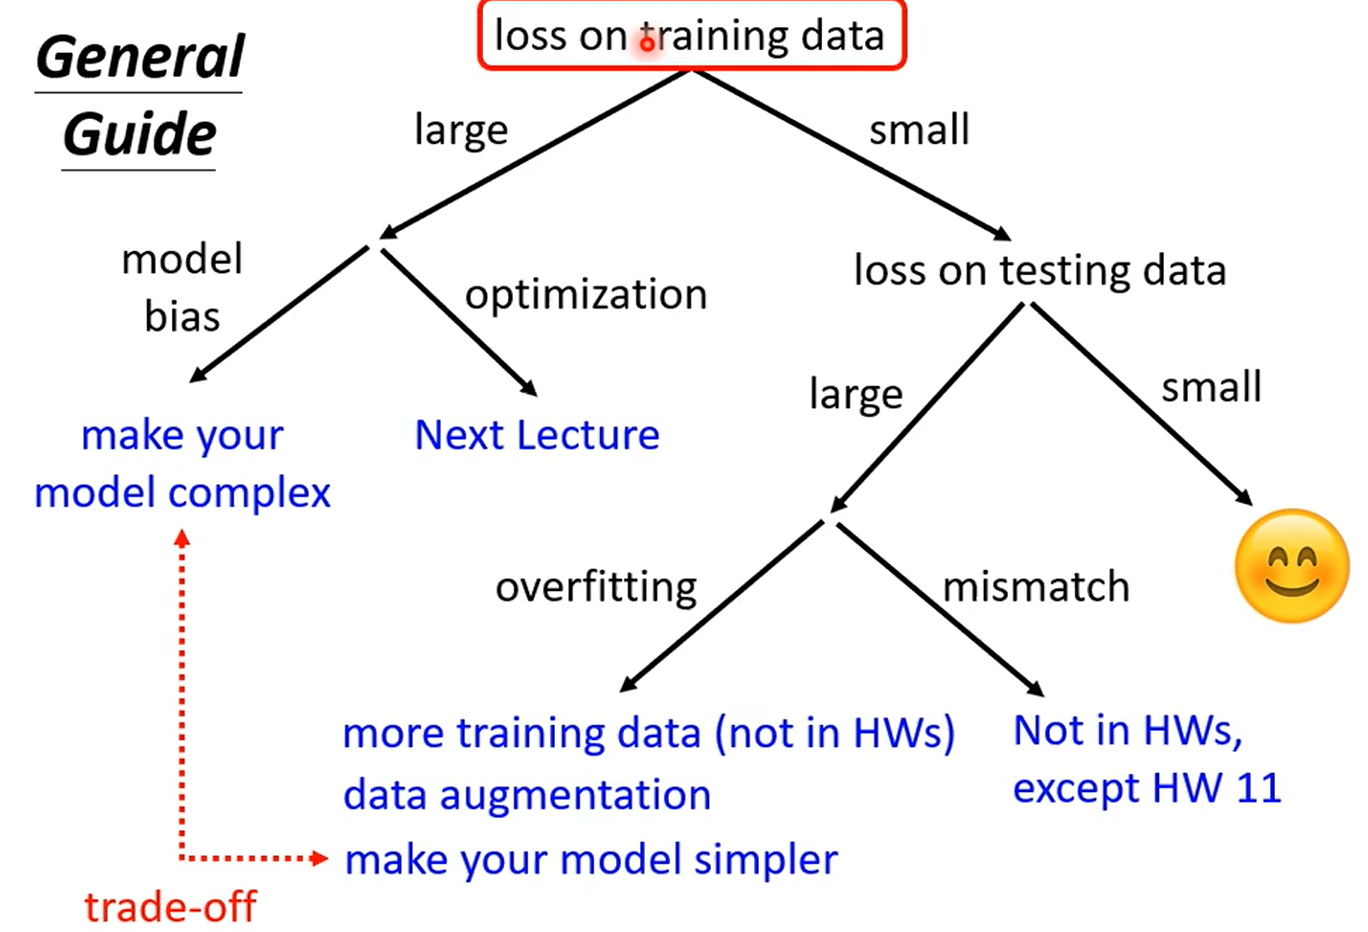 General
Guide
loss on training data
large
small
model
bias
optimization
loss on testing data
make your
model complex
Next Lecture
large
small
overfitting
mismatch
more training data (not in HWs)
data augmentation
make your model simpler
Not in HWs,
except HW 11
trade-off